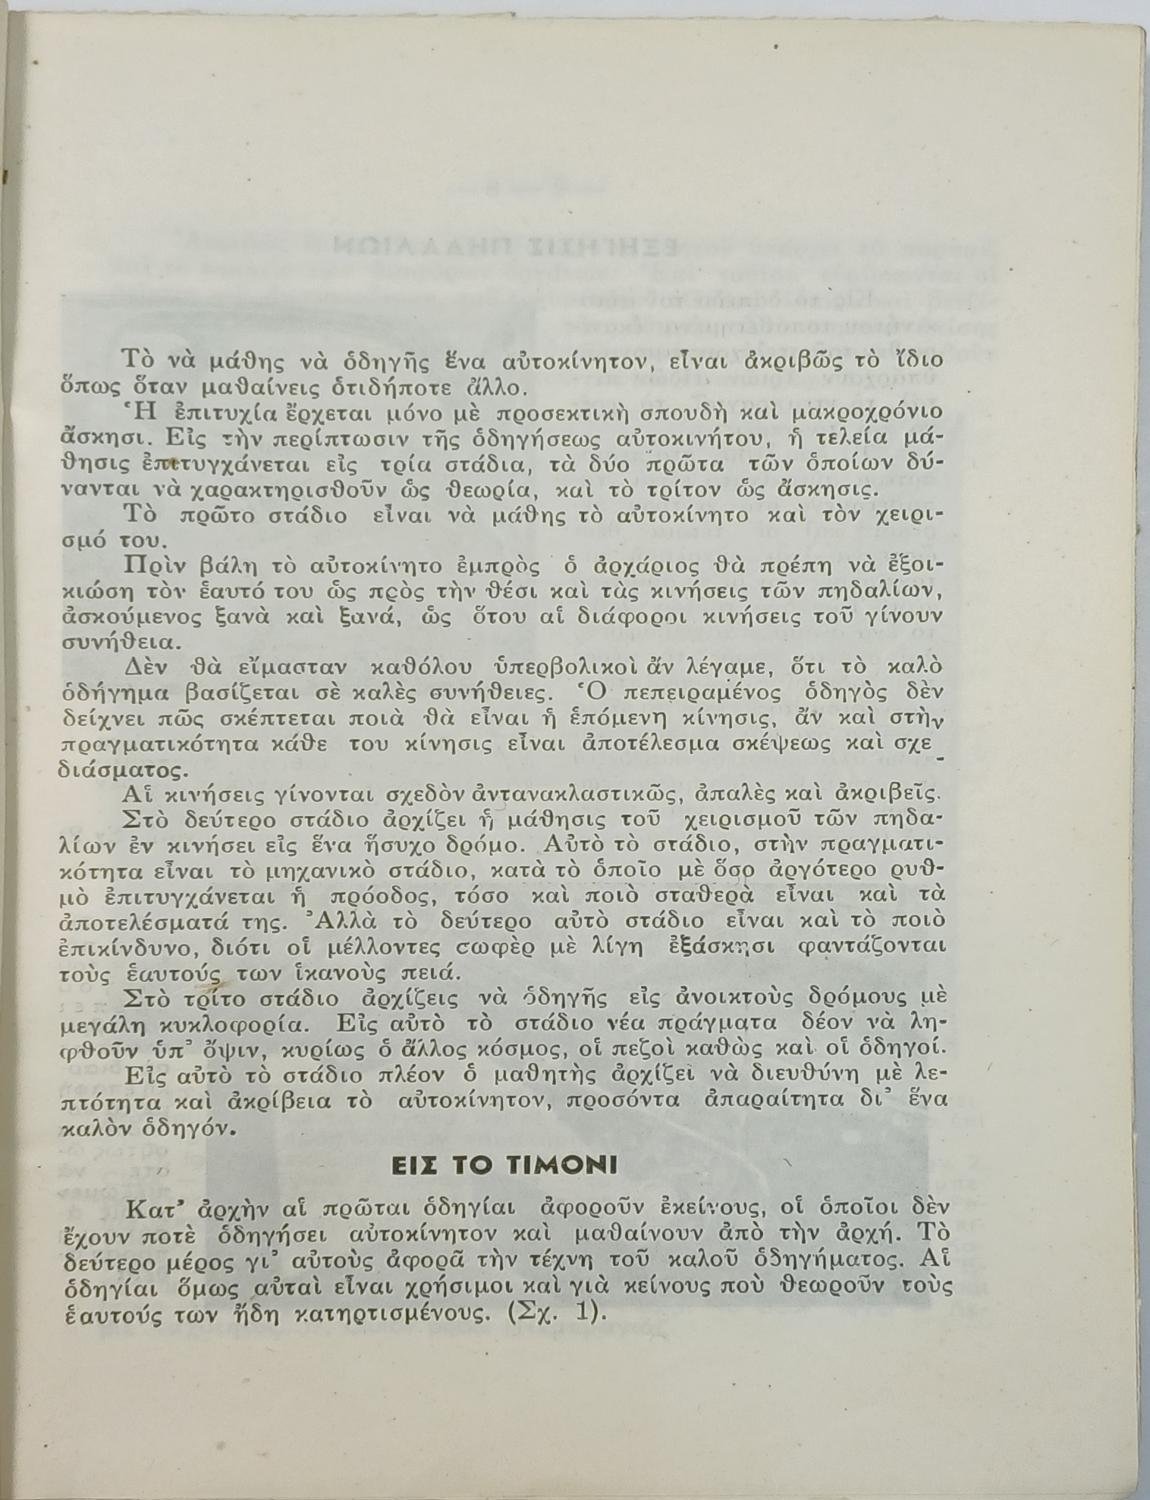 Τὸ νὰ μάθης νὰ ὁδηγῆς ἕνα αὐτοκίνητον, εἶναι ἀκριβῶς τὸ ἴδιο
ὅπως ὅταν μαθαίνεις ὁτιδήποτε ἄλλο.
Ἡ ἐπιτυχία ἔρχεται μόνο μὲ προσεκτικὴ σπουδὴ καὶ μακροχρόνιο
ἄσκησι. Εἰς τὴν περίπτωσιν τῆς ὁδηγήσεως αὐτοκινήτου, ἡ τελεία μά-
θησις ἐπιτυγχάνεται εἰς τρία στάδια, τὰ δύο πρῶτα τῶν ὁποίων δύ-
νανται νὰ χαρακτηρισθοῦν ὡς θεωρία, καὶ τὸ τρίτον ὡς ἄσκησις.
Τὸ πρῶτο στάδιο εἶναι νὰ μάθης τὸ αὐτοκίνητο καὶ τὸν χειρι-
σμό του.
Πρὶν βάλη τὸ αὐτοκίνητο ἐμπρὸς ὁ ἀρχάριος θὰ πρέπη νὰ ἐξοι-
κιώση τὸν ἑαυτό του ὡς πρὸς τὴν θέσι καὶ τὰς κινήσεις τῶν πηδαλίων,
ἀσκούμενος ξανὰ καὶ ξανά, ὡς ὅτου αἱ διάφοροι κινήσεις τοῦ γίνουν
συνήθεια.
Δὲν θὰ εἴμασταν καθόλου ὑπερβολικοὶ ἄν λέγαμε, ὅτι τὸ καλὸ
ὁδήγημα βασίζεται σὲ καλὲς συνήθειες. Ὁ πεπειραμένος ὁδηγὸς δὲν
δείχνει πῶς σκέπτεται ποιὰ θὰ εἶναι ἡ ἑπόμενη κίνησις, ἄν καὶ στὴν
πραγματικότητα κάθε του κίνησις εἶναι ἀποτέλεσμα σκέψεως καὶ σχε-
διάσματος.
Αἱ κινήσεις γίνονται σχεδὸν ἀντανακλαστικῶς, ἁπαλὲς καὶ ἀκριβεῖς.
Στὸ δεύτερο στάδιο ἀρχίζει ἡ μάθησις τοῦ χειρισμοῦ τῶν πηδα-
λίων ἐν κινήσει εἰς ἕνα ἥσυχο δρόμο. Αὐτὸ τὸ στάδιο, στὴν πραγματι-
κότητα εἶναι τὸ μηχανικὸ στάδιο, κατὰ τὸ ὁποῖο μὲ ὅσο ἀργότερο ρυθ-
μὸ ἐπιτυγχάνεται ἡ πρόοδος, τόσο καὶ ποιὸ σταθερὰ εἶναι καὶ τὰ
ἀποτελέσματά της. Ἀλλὰ τὸ δεύτερο αὐτὸ στάδιο εἶναι καὶ τὸ ποιὸ
ἐπικίνδυνο, διότι οἱ μέλλοντες σωφὲρ μὲ λίγη ἐξάσκησι φαντάζονται
τοὺς ἑαυτούς των ἱκανοὺς πειά.
Στὸ τρίτο στάδιο ἀρχίζεις νὰ ὁδηγῆς εἰς ἀνοικτοὺς δρόμους μὲ
μεγάλη κυκλοφορία. Εἰς αὐτὸ τὸ στάδιο νέα πράγματα δέον νὰ λη-
φθοῦν ὑπ' ὄψιν, κυρίως ὁ ἄλλος κόσμος, οἱ πεζοὶ καθὼς καὶ οἱ ὁδηγοί.
Εἰς αὐτὸ τὸ στάδιο πλέον ὁ μαθητὴς ἀρχίζει νὰ διευθύνη μὲ λε-
πτότητα καὶ ἀκρίβεια τὸ αὐτοκίνητον, προσόντα ἀπαραίτητα δι' ἕνα
καλὸν ὁδηγόν.
ΕΙΣ ΤΟ ΤΙΜΟΝΙ
Κατ' ἀρχὴν αἱ πρῶται ὁδηγίαι ἀφοροῦν ἐκείνους, οἱ ὁποῖοι δὲν
ἔχουν ποτὲ ὁδηγήσει αὐτοκίνητον καὶ μαθαίνουν ἀπὸ τὴν ἀρχή. Τὸ
δεύτερο μέρος γι' αὐτοὺς ἀφορᾶ τὴν τέχνη τοῦ καλοῦ ὁδηγήματος. Αἱ
ὁδηγίαι ὅμως αὐταὶ εἶναι χρήσιμοι καὶ γιὰ κείνους ποὺ θεωροῦν τοὺς
ἑαυτούς των ἤδη κατηρτισμένους. (Σχ. 1).